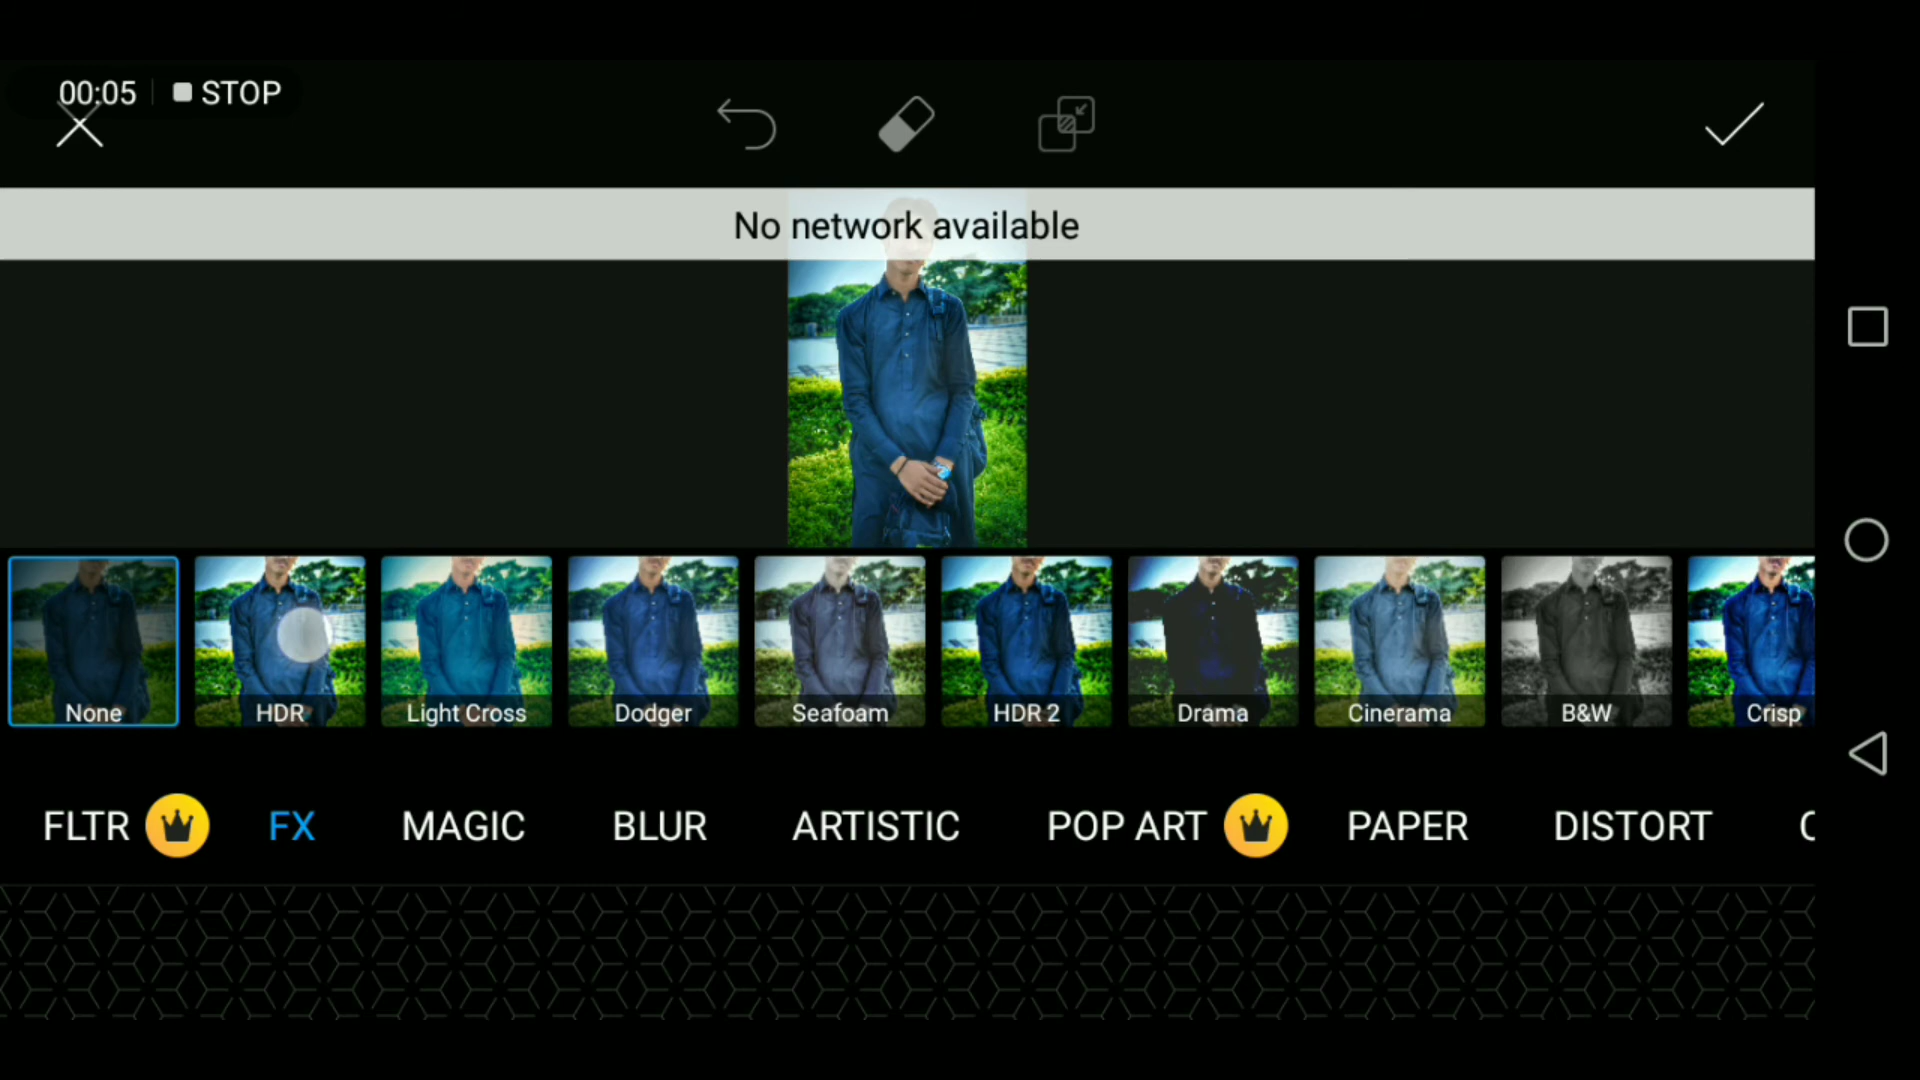 00:05 STOP
No network available
None HDR Light Cross Dodger Seafoam HDR 2 Drama Cinerama B&W Crisp
FLTR FX MAGIC BLUR ARTISTIC POP ART PAPER DISTORT